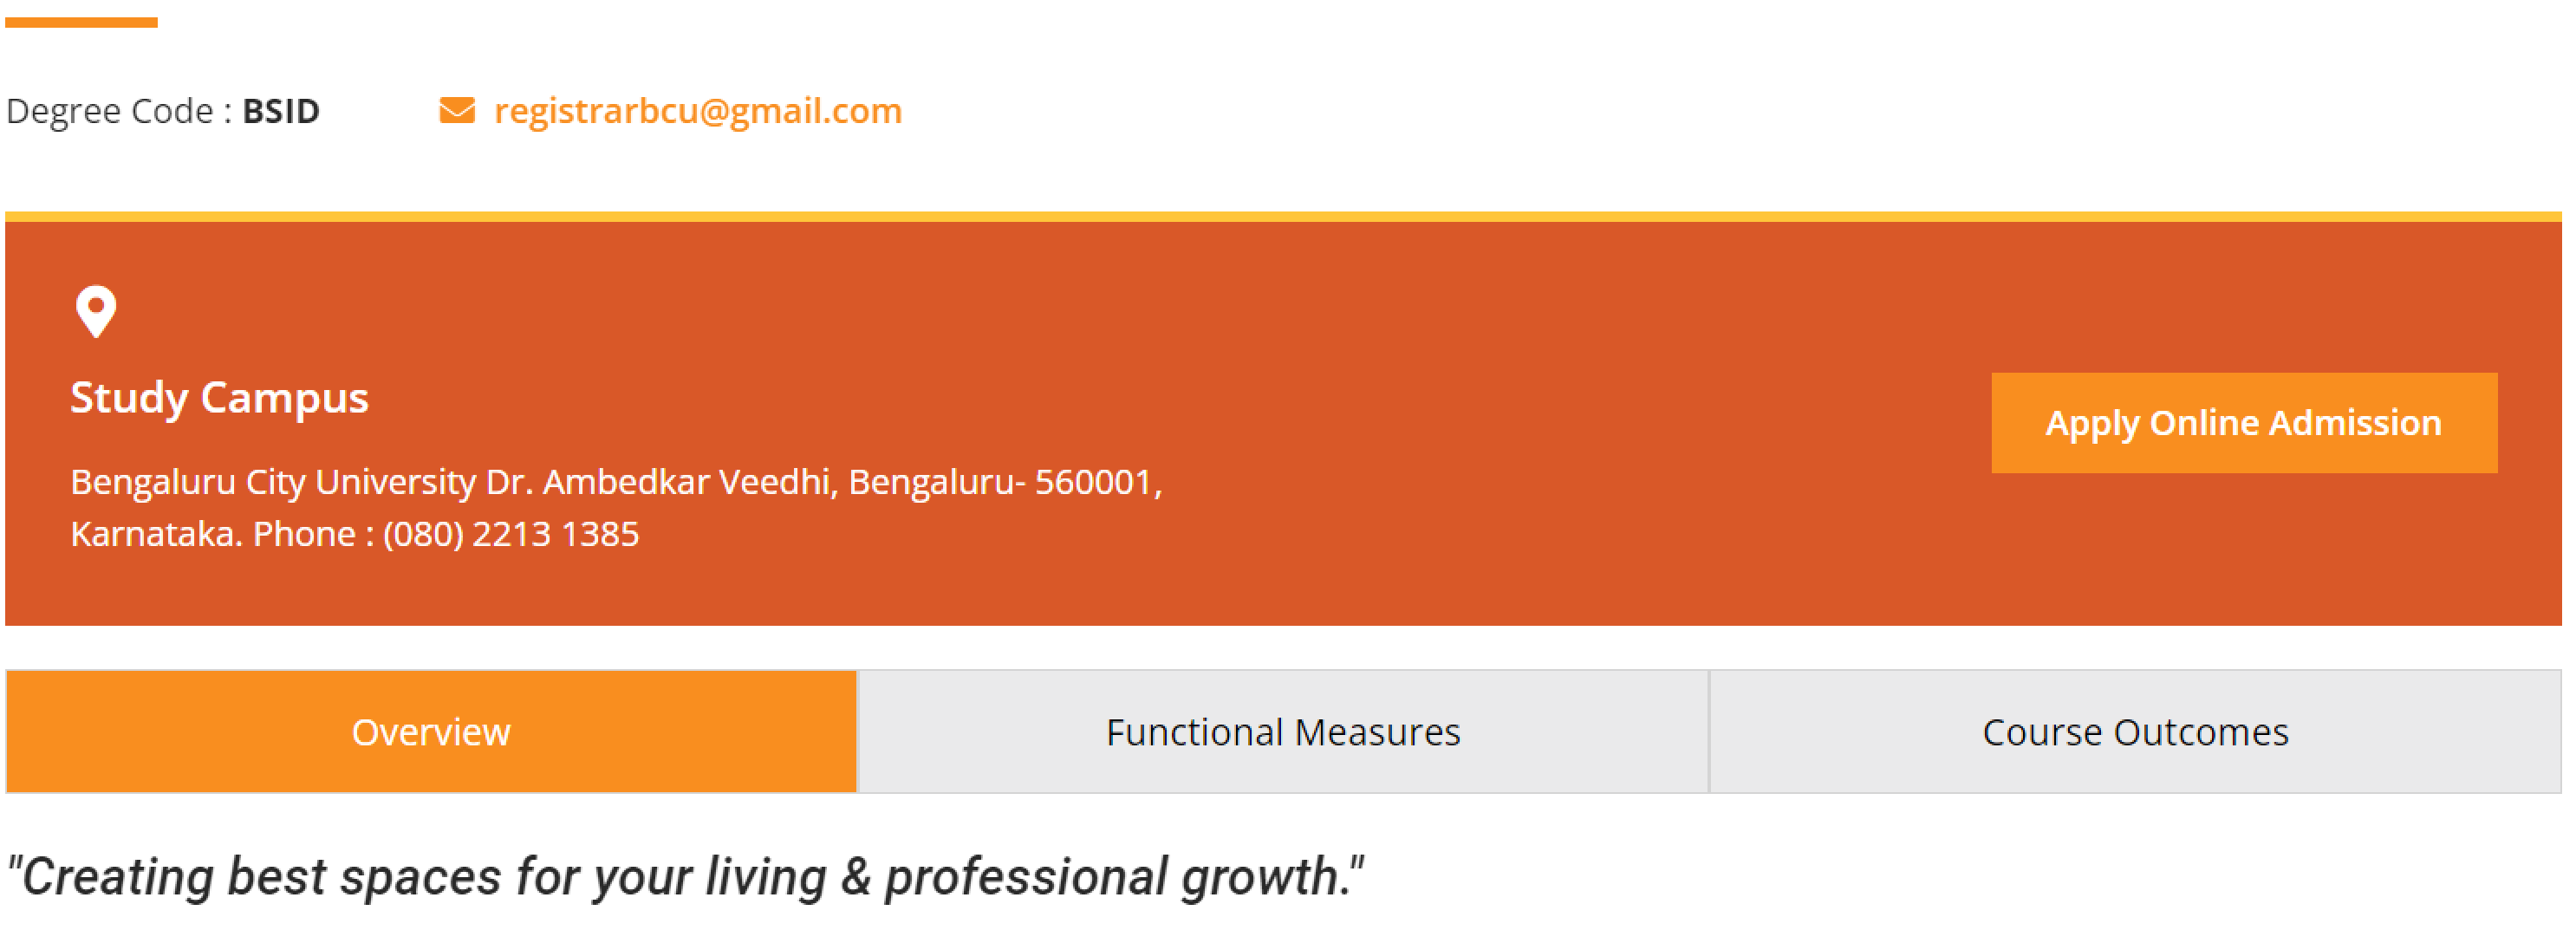 Degree Code : BSID registrarbcu@gmail.com
Study Campus
Bengaluru City University Dr. Ambedkar Veedhi, Bengaluru- 560001,
Karnataka. Phone : (080) 2213 1385
Apply Online Admission
Overview Functional Measures Course Outcomes
"Creating best spaces for your living & professional growth."